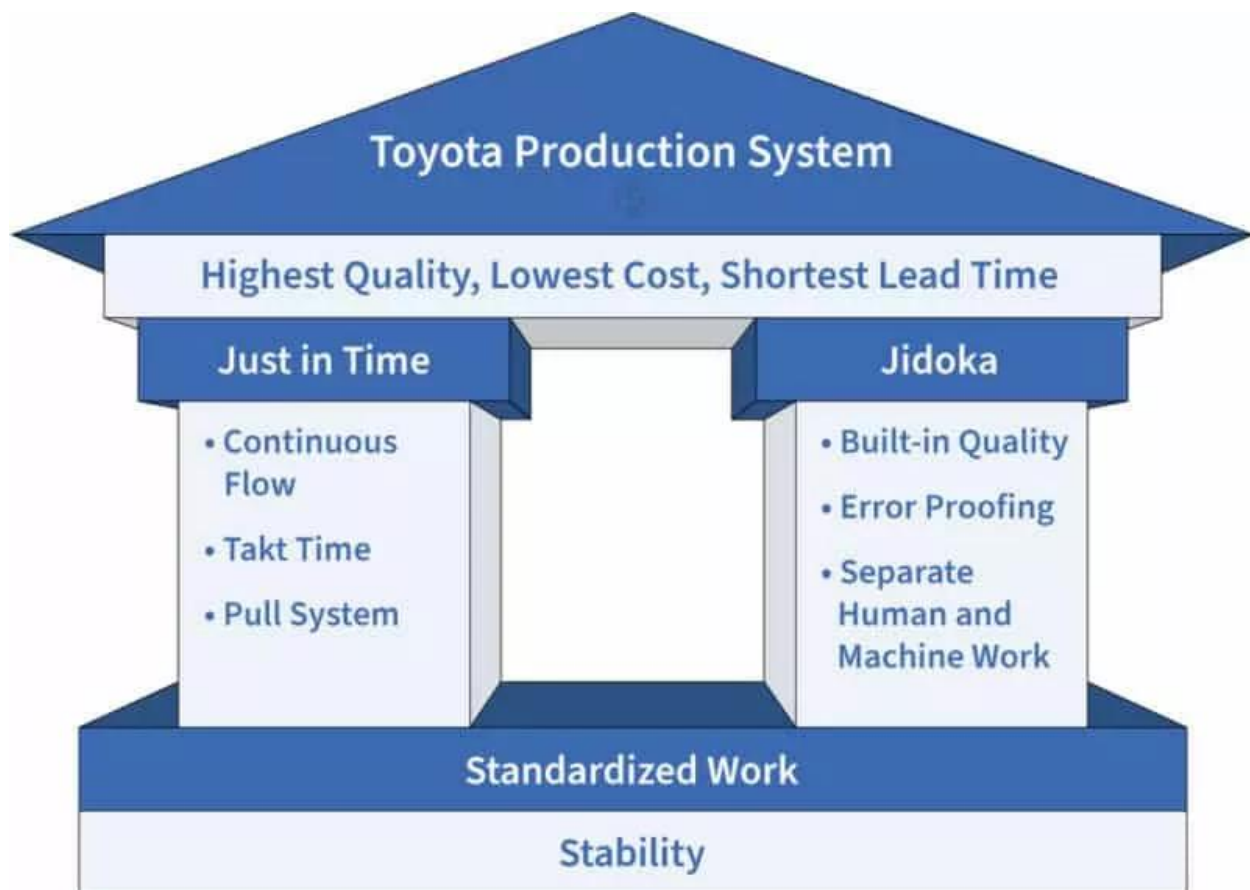 Toyota Production System
Highest Quality, Lowest Cost, Shortest Lead Time
Just in Time
• Continuous
Flow
• Takt Time
• Pull System
Jidoka
• Built-in Quality
• Error Proofing
• Separate
Human and
Machine Work
Standardized Work
Stability